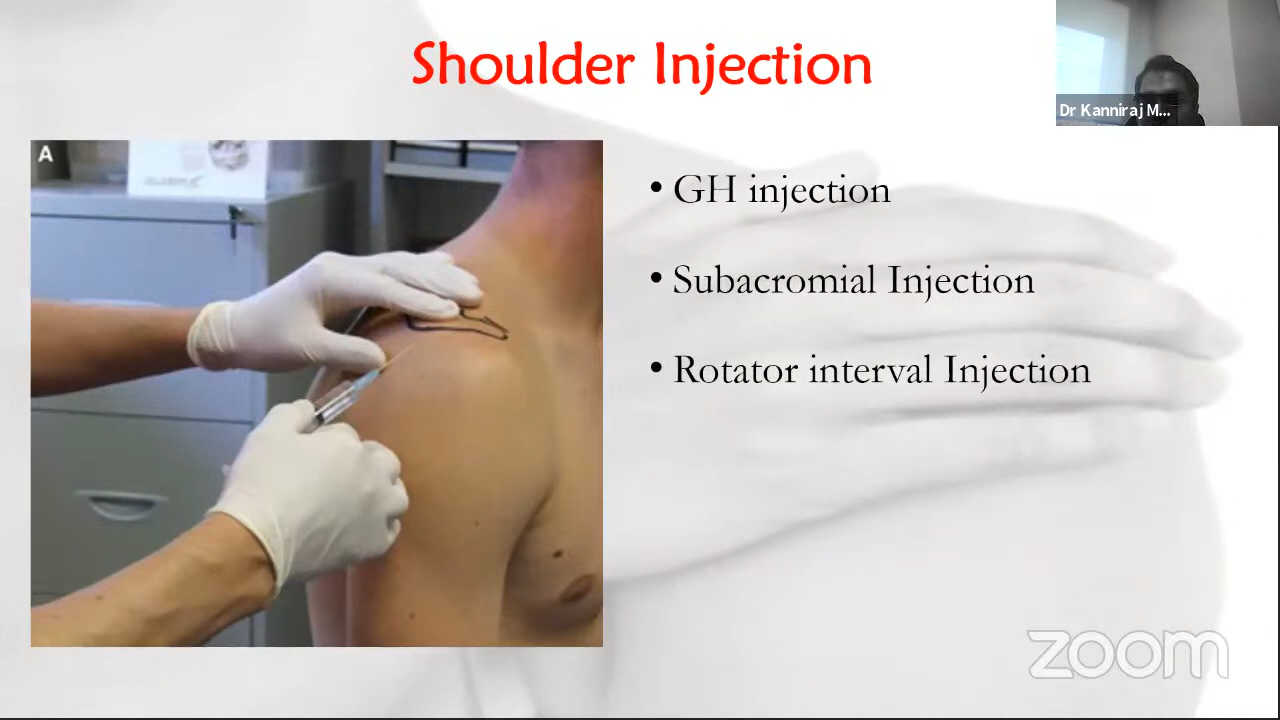 Shoulder Injection
Dr Kanniraj M...
A
• GH injection
• Subacromial Injection
• Rotator interval Injection
zoom